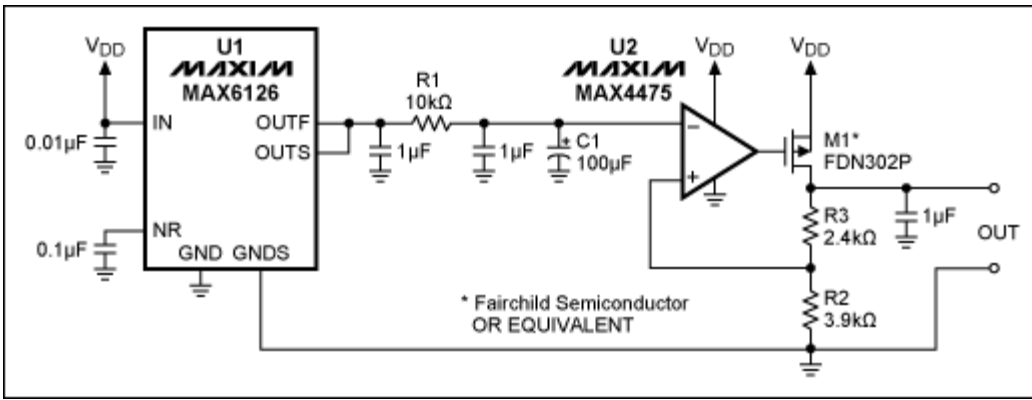 VDD
0.01µF
0.1µF
U1
MAXIM
MAX6126
IN
OUTF
OUTS
NR
GND GNDS
R1
10kΩ
1µF
1µF
+ C1
100µF
U2
MAXIM
MAX4475
VDD
VDD
−
+
M1*
FDN302P
R3
2.4kΩ
1µF
OUT
R2
3.9kΩ
* Fairchild Semiconductor
OR EQUIVALENT